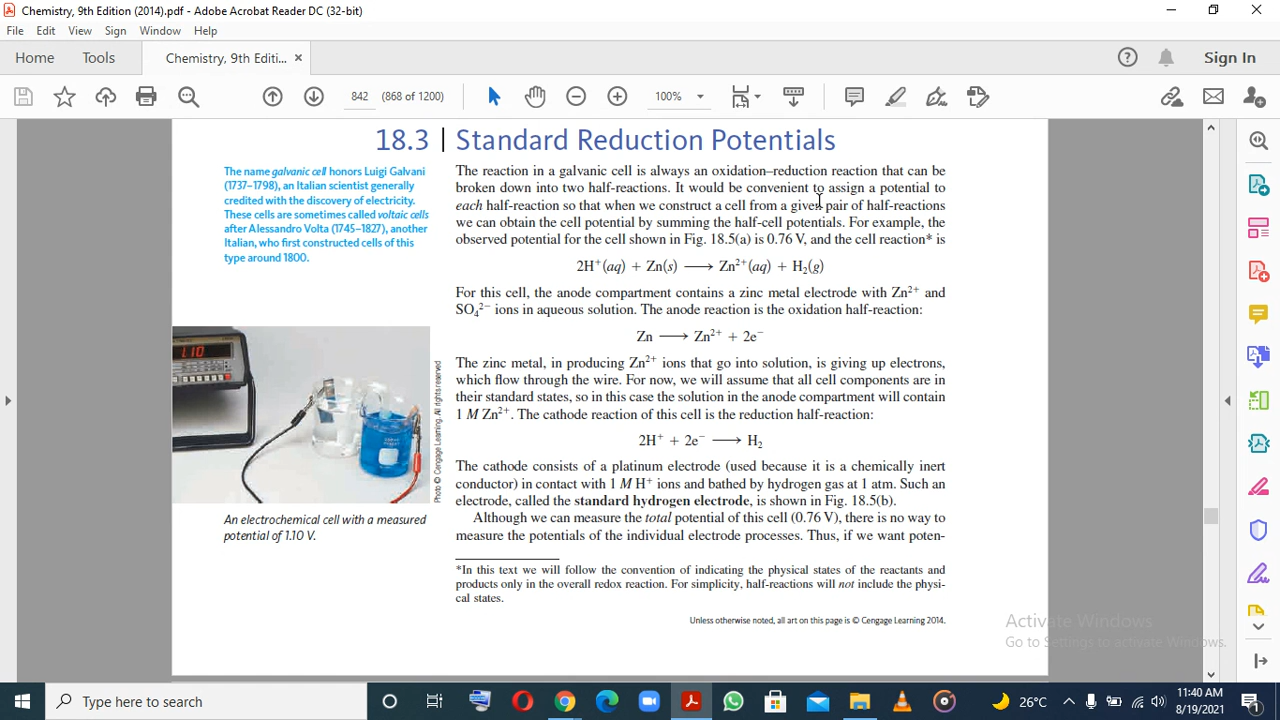 Chemistry, 9th Edition (2014).pdf - Adobe Acrobat Reader DC (32-bit)
File Edit View Sign Window Help
Home Tools Chemistry, 9th Editi... × Sign In
842 (868 of 1200) 100%
18.3 | Standard Reduction Potentials
The name galvanic cell honors Luigi Galvani
(1737–1798), an Italian scientist generally
credited with the discovery of electricity.
These cells are sometimes called voltaic cells
after Alessandro Volta (1745–1827), another
Italian, who first constructed cells of this
type around 1800.
The reaction in a galvanic cell is always an oxidation–reduction reaction that can be
broken down into two half-reactions. It would be convenient to assign a potential to
each half-reaction so that when we construct a cell from a given pair of half-reactions
we can obtain the cell potential by summing the half-cell potentials. For example, the
observed potential for the cell shown in Fig. 18.5(a) is 0.76 V, and the cell reaction* is
2H⁺(aq) + Zn(s) ⟶ Zn²⁺(aq) + H₂(g)
For this cell, the anode compartment contains a zinc metal electrode with Zn²⁺ and
SO₄²⁻ ions in aqueous solution. The anode reaction is the oxidation half-reaction:
Zn ⟶ Zn²⁺ + 2e⁻
The zinc metal, in producing Zn²⁺ ions that go into solution, is giving up electrons,
which flow through the wire. For now, we will assume that all cell components are in
their standard states, so in this case the solution in the anode compartment will contain
1 M Zn²⁺. The cathode reaction of this cell is the reduction half-reaction:
2H⁺ + 2e⁻ ⟶ H₂
The cathode consists of a platinum electrode (used because it is a chemically inert
conductor) in contact with 1 M H⁺ ions and bathed by hydrogen gas at 1 atm. Such an
electrode, called the standard hydrogen electrode, is shown in Fig. 18.5(b).
Although we can measure the total potential of this cell (0.76 V), there is no way to
measure the potentials of the individual electrode processes. Thus, if we want poten-
1.10
Photo © Cengage Learning. All rights reserved
An electrochemical cell with a measured
potential of 1.10 V.
*In this text we will follow the convention of indicating the physical states of the reactants and
products only in the overall redox reaction. For simplicity, half-reactions will not include the physi-
cal states.
Unless otherwise noted, all art on this page is © Cengage Learning 2014.
Activate Windows
Go to Settings to activate Windows.
Type here to search
26°C
11:40 AM
8/19/2021
1